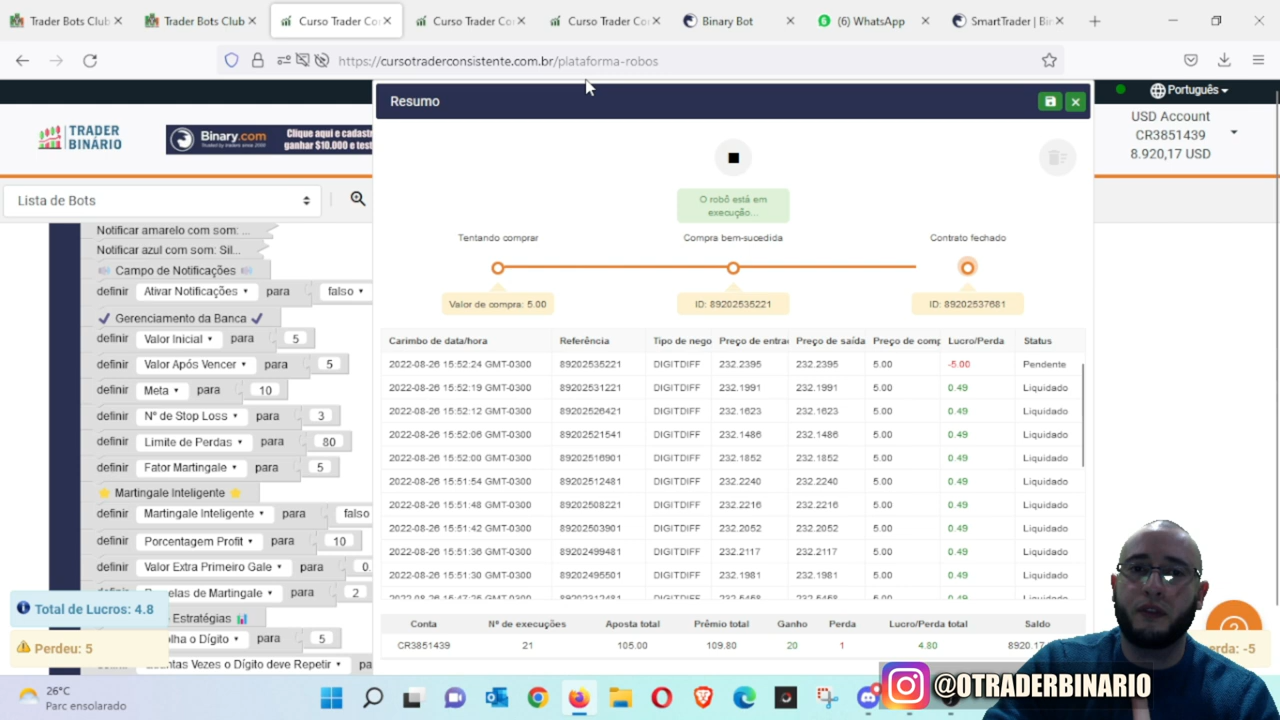 Trader Bots Club
Trader Bots Club
Curso Trader Co
Curso Trader Co
Curso Trader Co
Binary Bot
(6) WhatsApp
SmartTrader | Bi
https://cursotraderconsistente.com.br/plataforma-robos
Resumo
Português
TRADER
BINÁRIO
Binary.com
Clique aqui e cadast
ganhar $10.000 e test
USD Account
CR3851439
8.920,17 USD
Lista de Bots
O robô está em
execução...
Tentando comprar
Compra bem-sucedida
Contrato fechado
Valor de compra: 5.00
ID: 89202535221
ID: 89202537681
Notificar amarelo com som: ...
Notificar azul com som: Sil...
Campo de Notificações
definir Ativar Notificações para falso
Gerenciamento da Banca
definir Valor Inicial para 5
definir Valor Após Vencer para 5
definir Meta para 10
definir N° de Stop Loss para 3
definir Limite de Perdas para 80
definir Fator Martingale para 5
Martingale Inteligente
definir Martingale Inteligente para falso
definir Porcentagem Profit para 10
definir Valor Extra Primeiro Gale para 0.
elas de Martingale para 2
Estratégias
olha o Dígito para 5
antas Vezes o Dígito deve Repetir pa
Total de Lucros: 4.8
Perdeu: 5
Carimbo de data/hora Referência Tipo de nego Preço de entra Preço de saída Preço de comp Lucro/Perda Status
2022-08-26 15:52:24 GMT-0300 89202535221 DIGITDIFF 232.2395 232.2395 5.00 -5.00 Pendente
2022-08-26 15:52:19 GMT-0300 89202531221 DIGITDIFF 232.1991 232.1991 5.00 0.49 Liquidado
2022-08-26 15:52:12 GMT-0300 89202526421 DIGITDIFF 232.1623 232.1623 5.00 0.49 Liquidado
2022-08-26 15:52:06 GMT-0300 89202521541 DIGITDIFF 232.1486 232.1486 5.00 0.49 Liquidado
2022-08-26 15:52:00 GMT-0300 89202516901 DIGITDIFF 232.1852 232.1852 5.00 0.49 Liquidado
2022-08-26 15:51:54 GMT-0300 89202512481 DIGITDIFF 232.2240 232.2240 5.00 0.49 Liquidado
2022-08-26 15:51:48 GMT-0300 89202508221 DIGITDIFF 232.2216 232.2216 5.00 0.49 Liquidado
2022-08-26 15:51:42 GMT-0300 89202503901 DIGITDIFF 232.2052 232.2052 5.00 0.49 Liquidado
2022-08-26 15:51:36 GMT-0300 89202499481 DIGITDIFF 232.2117 232.2117 5.00 0.49 Liquidado
2022-08-26 15:51:30 GMT-0300 89202495501 DIGITDIFF 232.1981 232.1981 5.00 0.49 Liquidado
Conta N° de execuções Aposta total Prêmio total Ganho Perda Lucro/Perda total Saldo
CR3851439 21 105.00 109.80 20 1 4.80 8920.17
erda: -5
@OTRADERBINARIO
26°C
Parc ensolarado